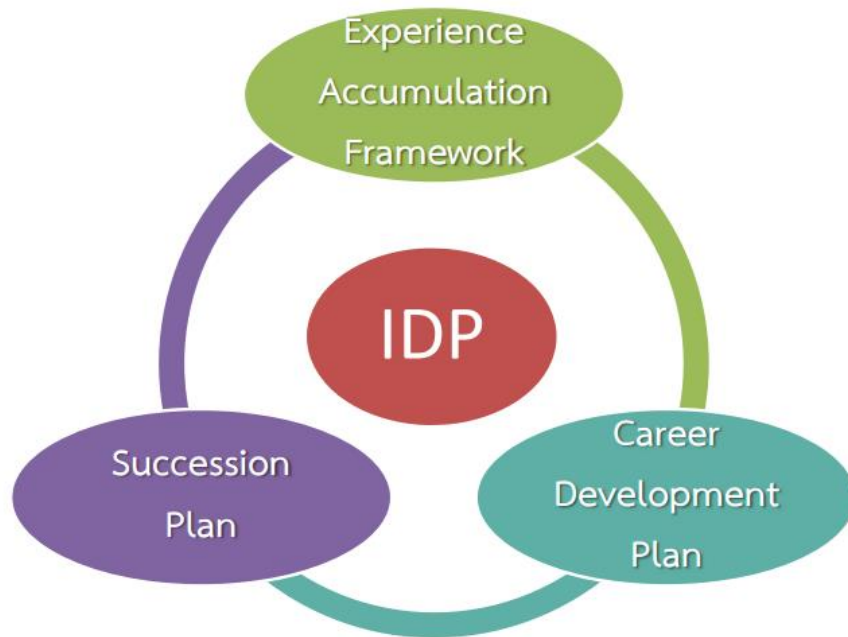 Experience
Accumulation
Framework
IDP
Succession
Plan
Career
Development
Plan